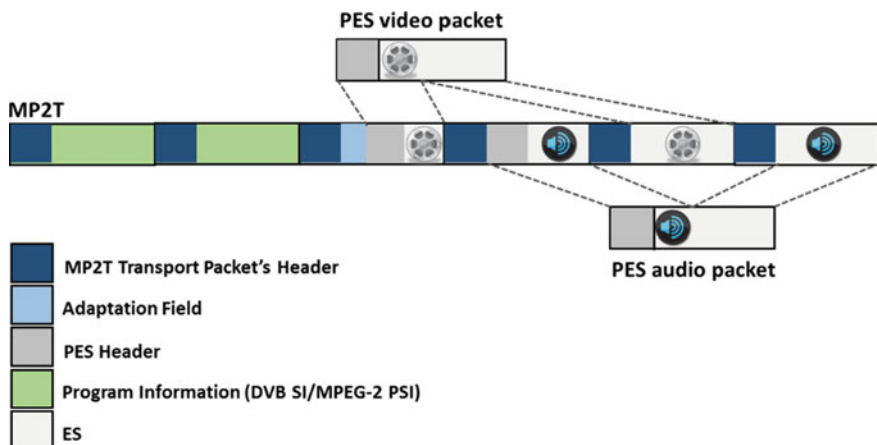 PES video packet
MP2T
PES audio packet
MP2T Transport Packet's Header
Adaptation Field
PES Header
Program Information (DVB SI/MPEG-2 PSI)
ES